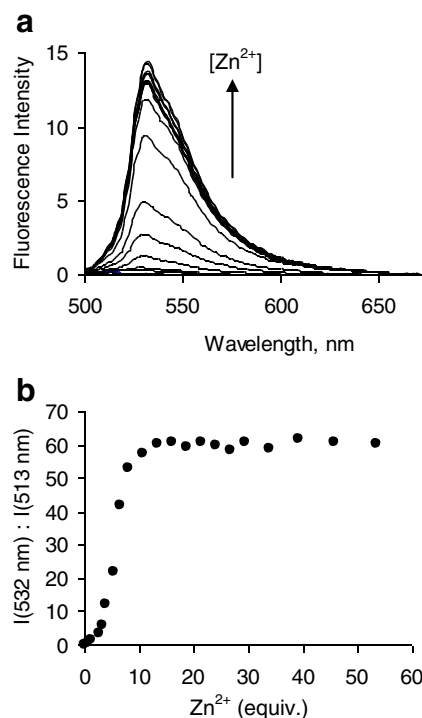 a
15
[Zn²⁺]
10
5
0
Fluorescence Intensity
500 550 600 650
Wavelength, nm
b
70
60
50
40
30
20
10
0
I(532 nm) : I(513 nm)
0 10 20 30 40 50 60
Zn²⁺ (equiv.)